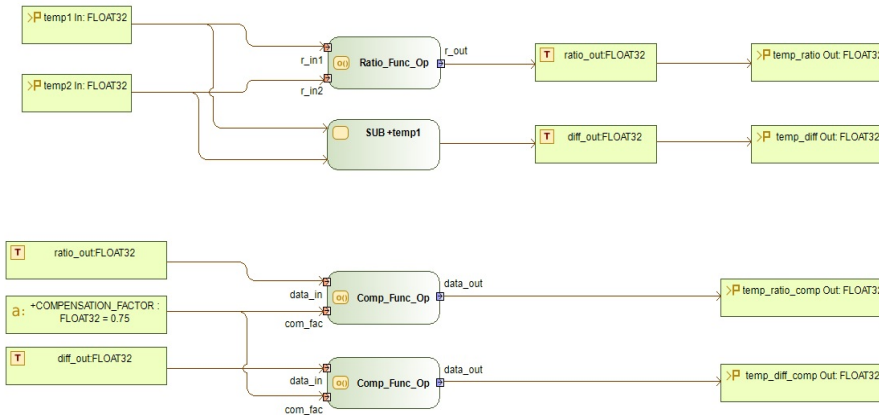 temp1 In: FLOAT32
r_in1
o()
Ratio_Func_Op
r_out
T
ratio_out:FLOAT32
temp_ratio Out: FLOAT32
temp2 In: FLOAT32
r_in2
SUB +temp1
T
diff_out:FLOAT32
temp_diff Out: FLOAT32
T
ratio_out:FLOAT32
data_in
o()
Comp_Func_Op
data_out
temp_ratio_comp Out: FLOAT32
a:
+COMPENSATION_FACTOR :
FLOAT32 = 0.75
com_fac
T
diff_out:FLOAT32
data_in
o()
Comp_Func_Op
data_out
temp_diff_comp Out: FLOAT32
com_fac